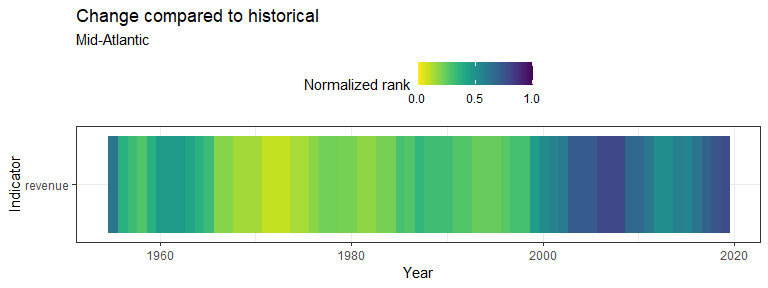 Change compared to historical
Mid-Atlantic
Normalized rank
0.0 0.5 1.0
Indicator
revenue
1960 1980 2000 2020
Year